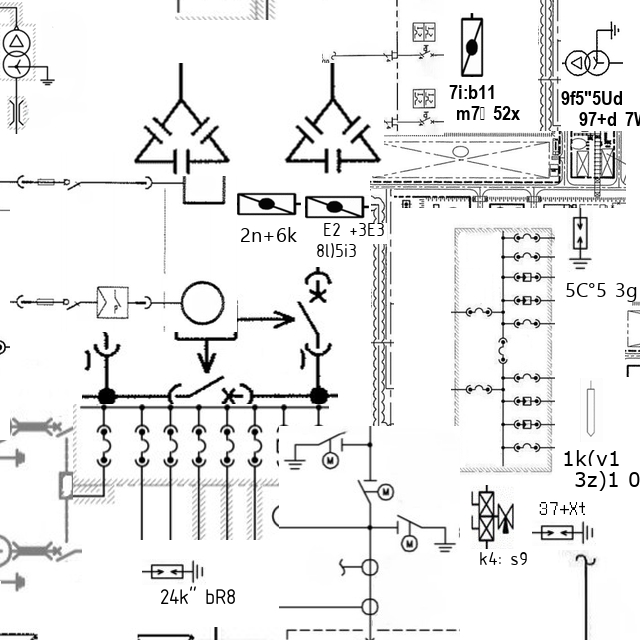 7i:b11
m7▯ 52x
9f5"5Ud
97+d 7W
2n+6k
E2 +3E3
8l)5i3
5C°5 3g
1k(v1
3z)1 0
37+Xt
k4: s9
24k" bR8
M
M
M